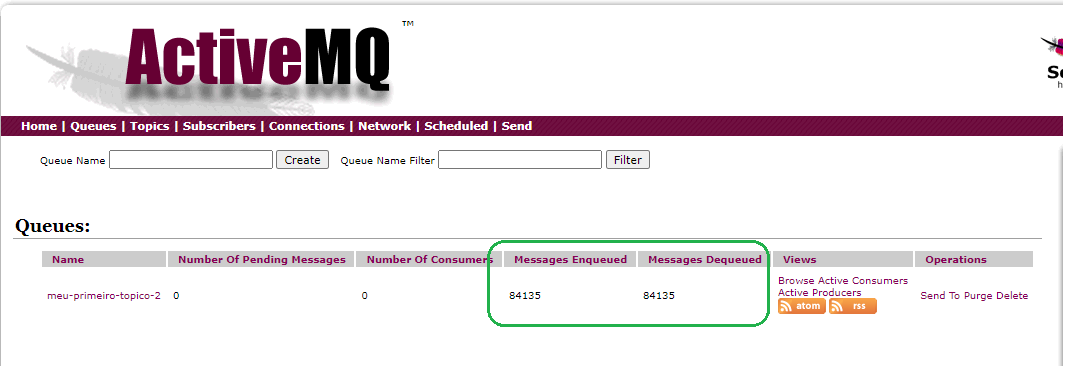 ActiveMQ™
Home | Queues | Topics | Subscribers | Connections | Network | Scheduled | Send
Queue Name Create Queue Name Filter Filter
Queues:
Name Number Of Pending Messages Number Of Consumers Messages Enqueued Messages Dequeued Views Operations
meu-primeiro-topico-2 0 0 84135 84135
Browse Active Consumers
Active Producers
atom rss
Send To Purge Delete